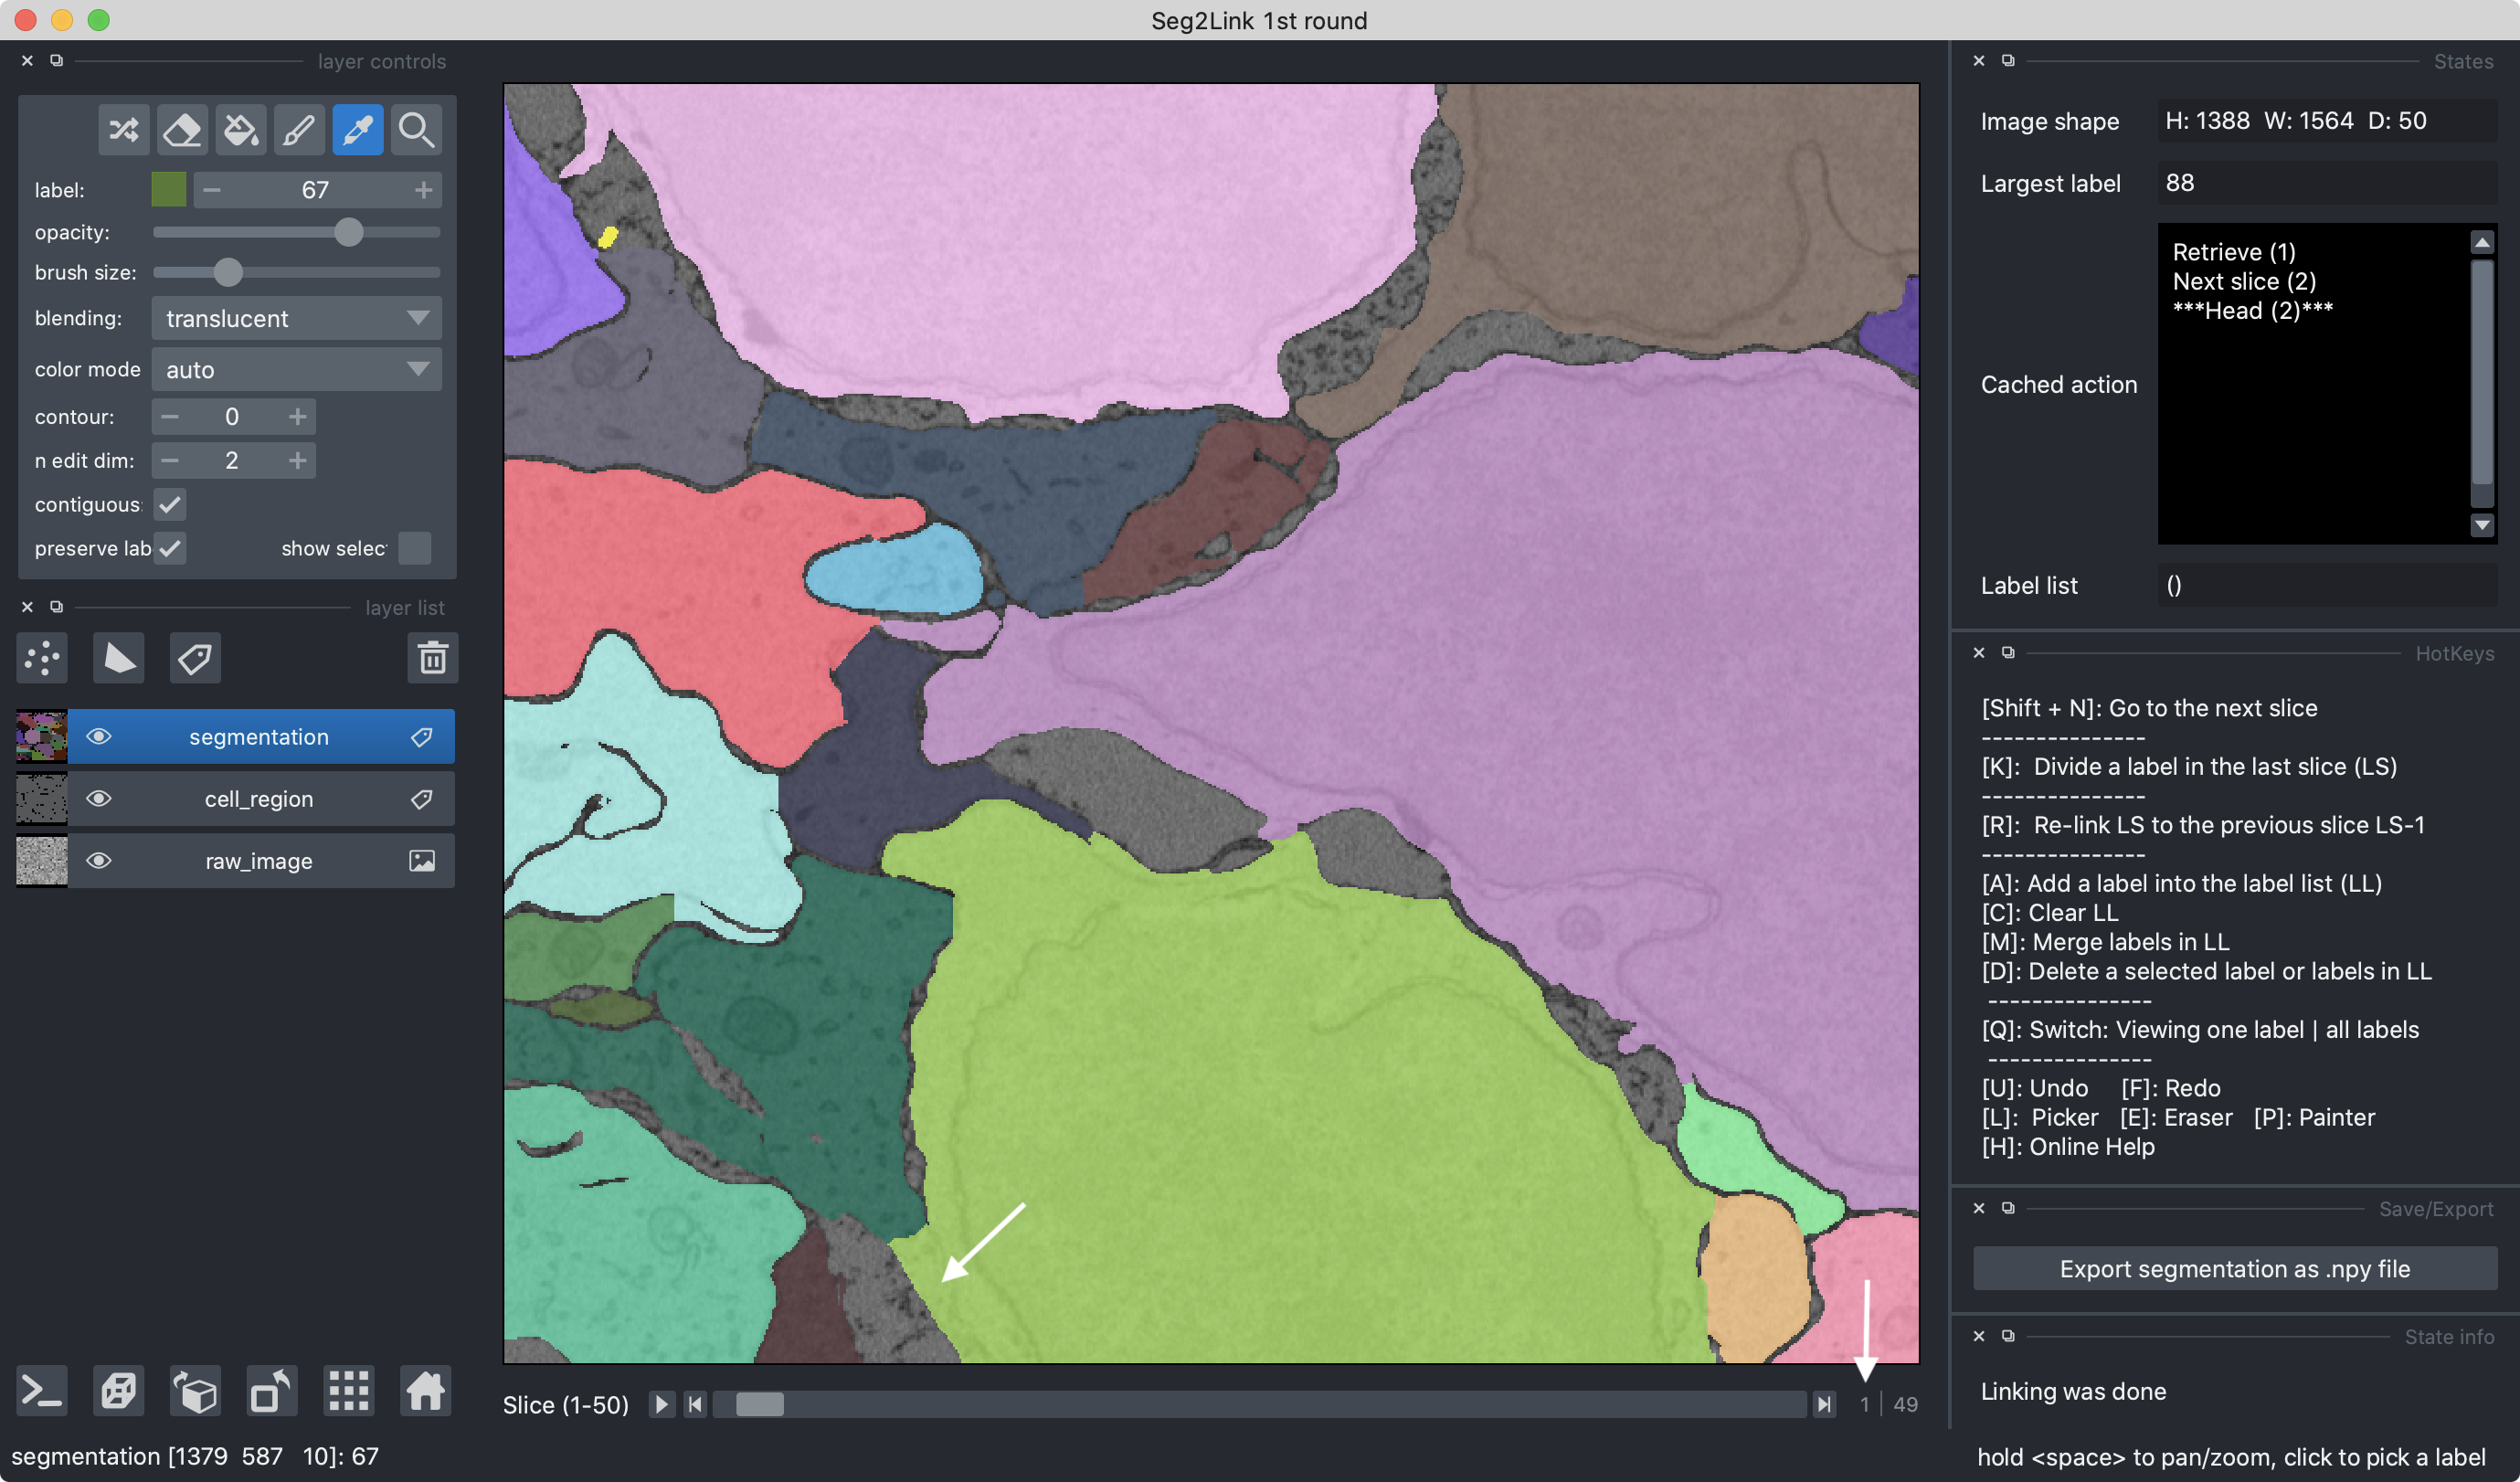 Seg2Link 1st round
layer controls
label:
67
opacity:
brush size:
blending:
translucent
color mode
auto
contour:
0
n edit dim:
2
contiguous:
preserve lab
show selec
layer list
segmentation
cell_region
raw_image
Slice (1-50)
1 | 49
segmentation [1379 587 10]: 67
States
Image shape
H: 1388 W: 1564 D: 50
Largest label
88
Cached action
Retrieve (1)
Next slice (2)
***Head (2)***
Label list
()
HotKeys
[Shift + N]: Go to the next slice
---------------
[K]: Divide a label in the last slice (LS)
---------------
[R]: Re-link LS to the previous slice LS-1
---------------
[A]: Add a label into the label list (LL)
[C]: Clear LL
[M]: Merge labels in LL
[D]: Delete a selected label or labels in LL
---------------
[Q]: Switch: Viewing one label | all labels
---------------
[U]: Undo [F]: Redo
[L]: Picker [E]: Eraser [P]: Painter
[H]: Online Help
Save/Export
Export segmentation as .npy file
State info
Linking was done
hold <space> to pan/zoom, click to pick a label